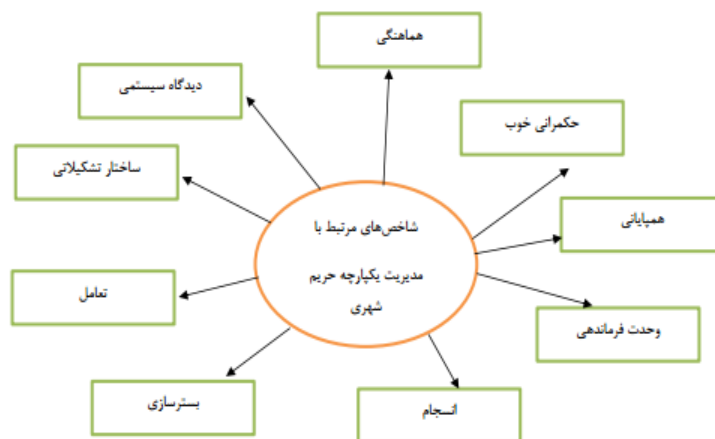 هماهنگی
دیدگاه سیستمی
حکمرانی خوب
ساختار تشکیلاتی
همپایانی
شاخص‌های مرتبط با
مدیریت یکپارچه حریم
شهری
تعامل
وحدت فرماندهی
بسترسازی
انسجام